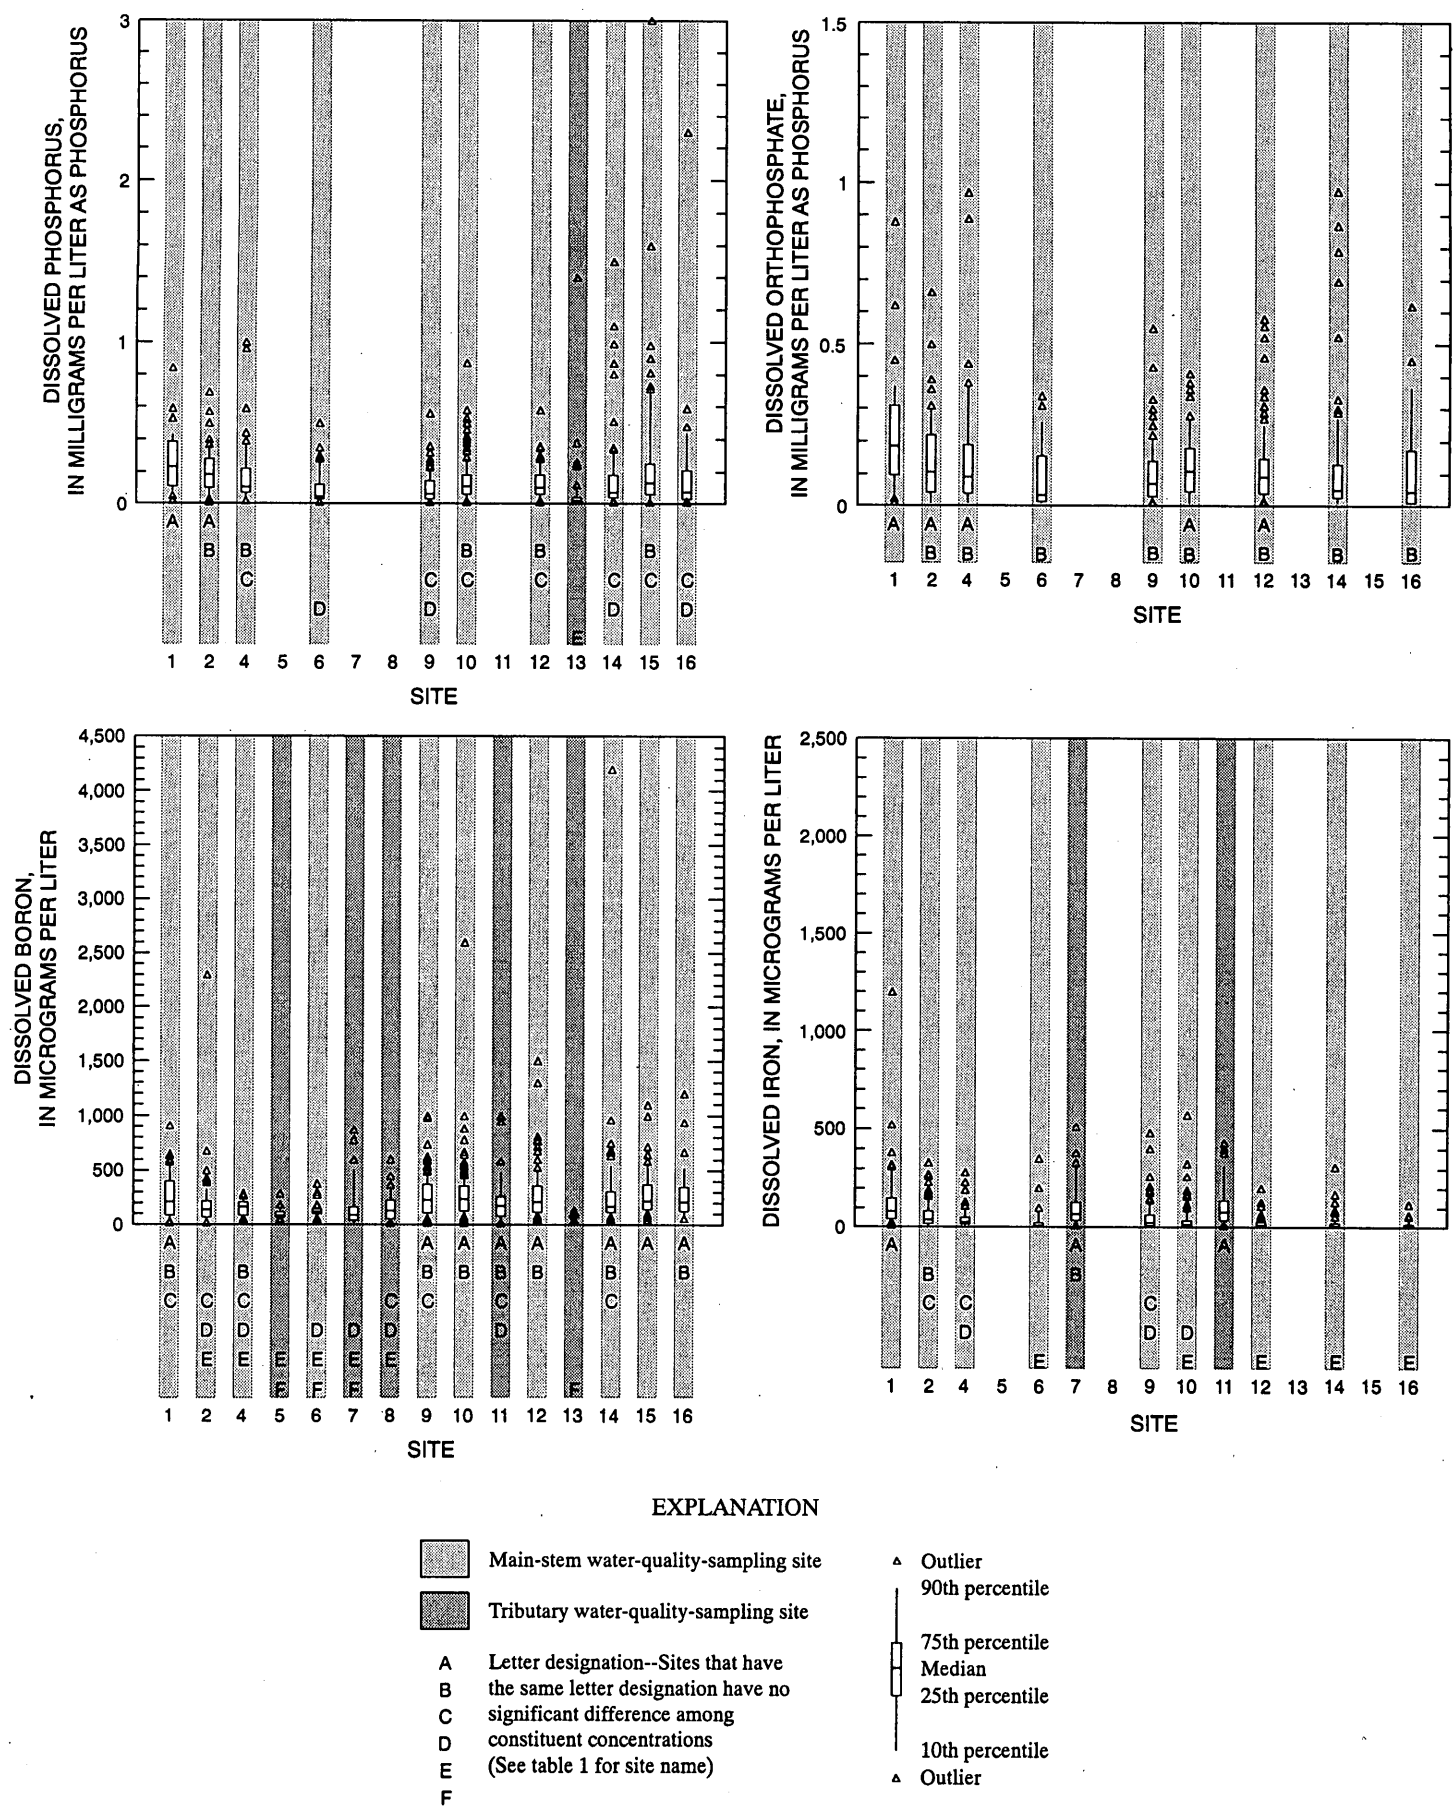 DISSOLVED PHOSPHORUS,
IN MILLIGRAMS PER LITER AS PHOSPHORUS
3
2
1
0
A A
B B B B B
C C C C C C C
D D D D
E
1 2 4 5 6 7 8 9 10 11 12 13 14 15 16
SITE
DISSOLVED ORTHOPHOSPHATE,
IN MILLIGRAMS PER LITER AS PHOSPHORUS
1.5
1
0.5
0
A A A A A
B B B B B B B B
1 2 4 5 6 7 8 9 10 11 12 13 14 15 16
SITE
DISSOLVED BORON,
IN MICROGRAMS PER LITER
4,500
4,000
3,500
3,000
2,500
2,000
1,500
1,000
500
0
A A A A A A A A
B B B B B B B B
C C C C C C C
D D D D D D
E E E E E E
F F F F
1 2 4 5 6 7 8 9 10 11 12 13 14 15 16
SITE
DISSOLVED IRON, IN MICROGRAMS PER LITER
2,500
2,000
1,500
1,000
500
0
A A A
B B
C C C
D D D
E E E E E
1 2 4 5 6 7 8 9 10 11 12 13 14 15 16
SITE
EXPLANATION
Main-stem water-quality-sampling site
Tributary water-quality-sampling site
A Letter designation--Sites that have
B the same letter designation have no
C significant difference among
D constituent concentrations
E (See table 1 for site name)
F
Outlier
90th percentile
75th percentile
Median
25th percentile
10th percentile
Outlier